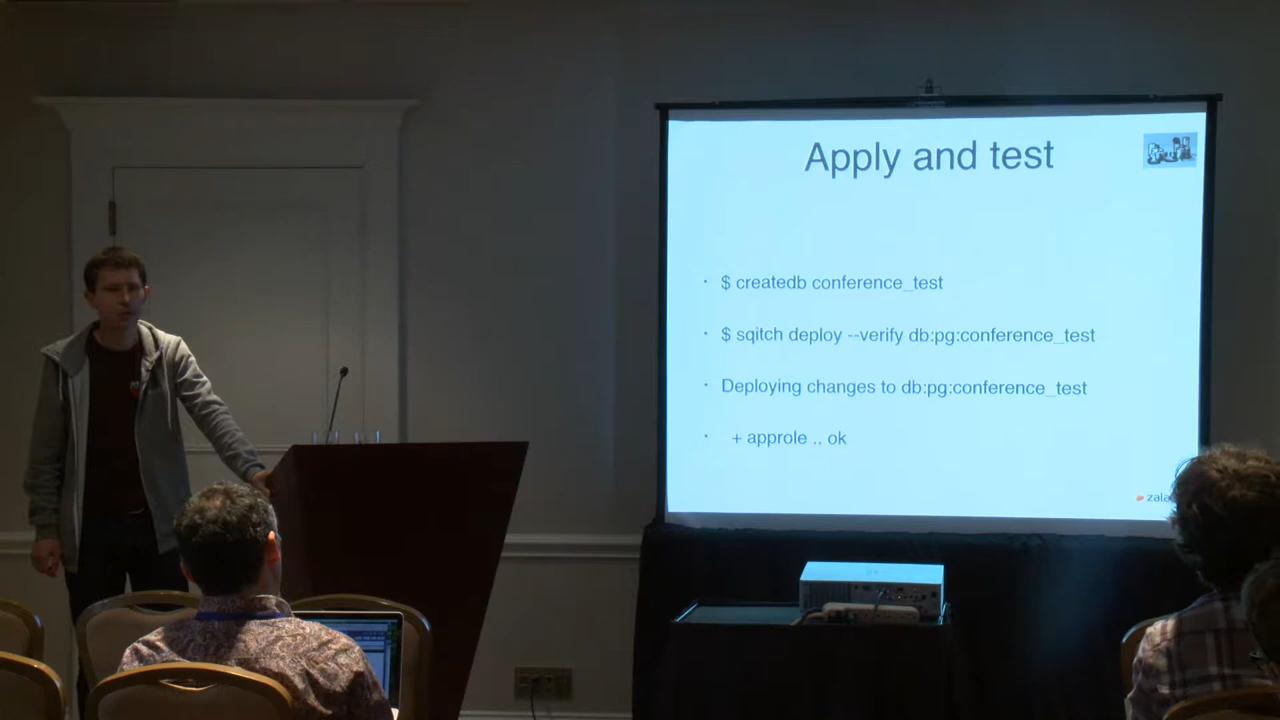 Apply and test
· $ createdb conference_test
· $ sqitch deploy --verify db:pg:conference_test
· Deploying changes to db:pg:conference_test
· + approle .. ok